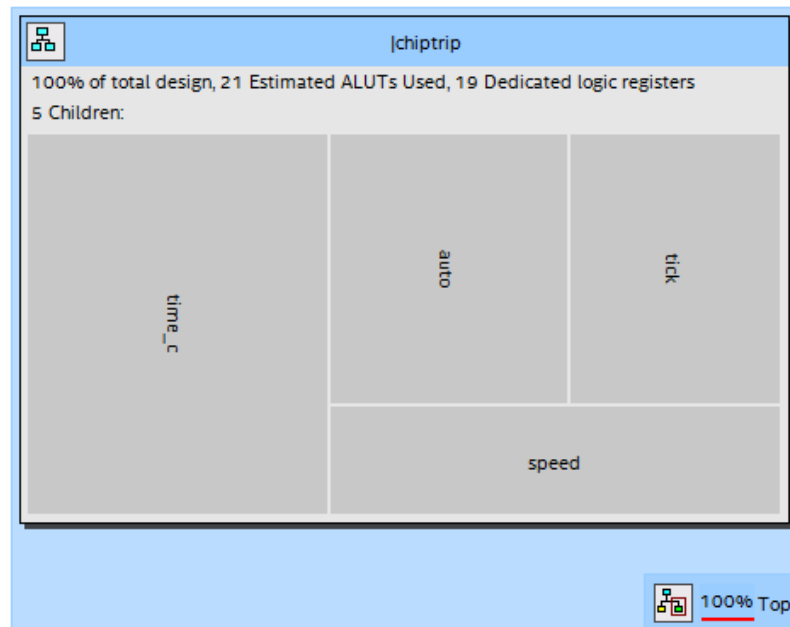 |chiptrip
100% of total design, 21 Estimated ALUTs Used, 19 Dedicated logic registers
5 Children:
time_c
auto
tick
speed
100% Top